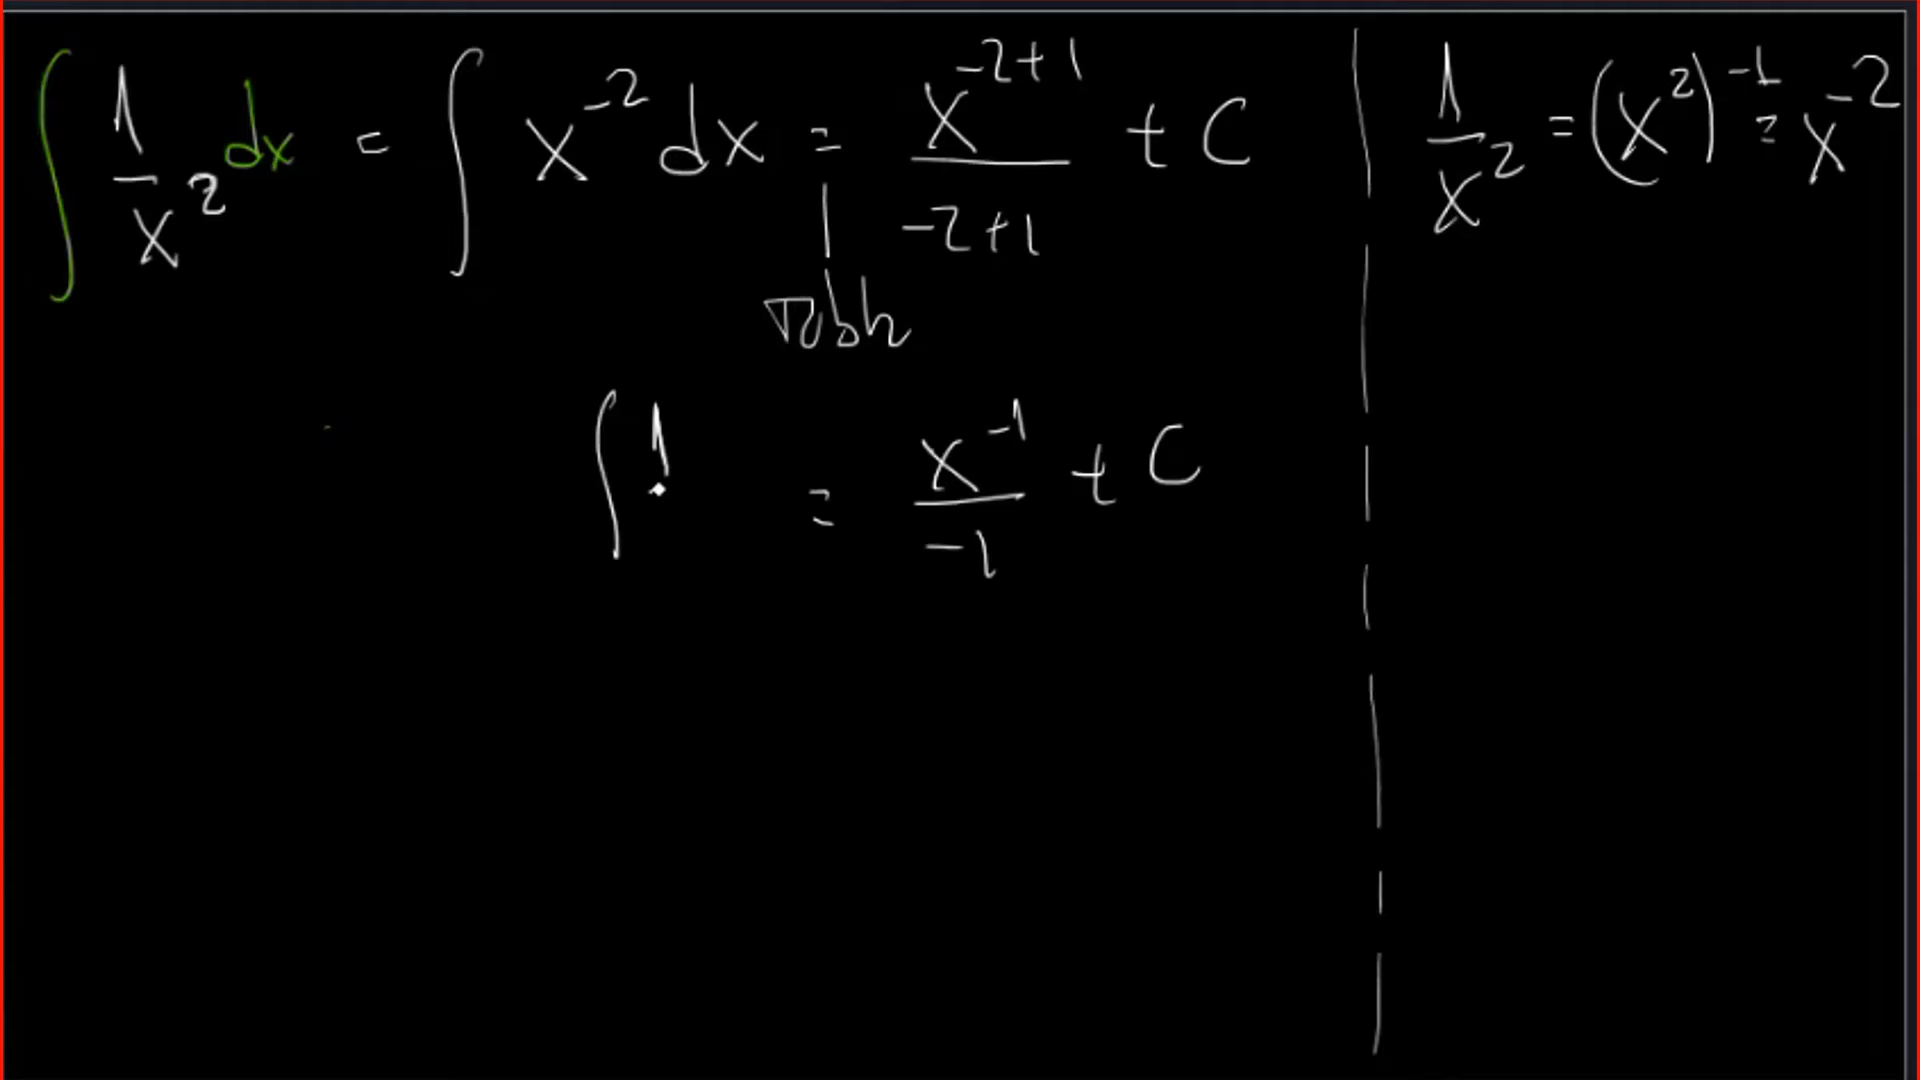 ∫ 1/x² dx = ∫ x⁻² dx = x⁻²⁺¹/(-2+1) + C
1/x² = (x²)⁻¹ = x⁻²
∫ 1 = x⁻¹/-1 + C